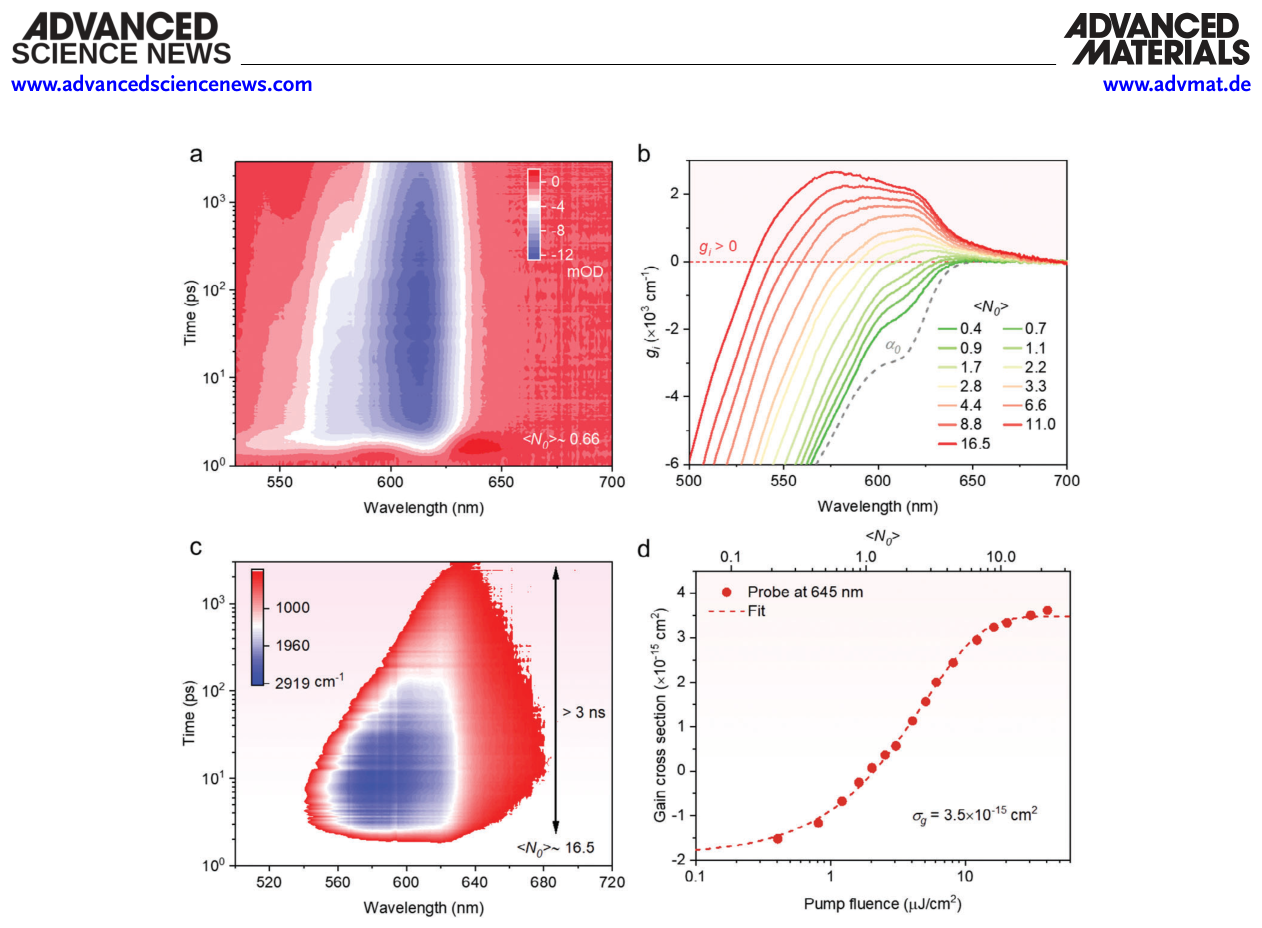 ADVANCED
SCIENCE NEWS
www.advancedsciencenews.com
ADVANCED
MATERIALS
www.advmat.de
a
0
-4
-8
-12
mOD
10³
10²
10¹
10⁰
Time (ps)
<N₀>~ 0.66
550 600 650 700
Wavelength (nm)
b
2
0
-2
-4
-6
gᵢ (×10³ cm⁻¹)
gᵢ > 0
α₀
<N₀>
0.4 0.7
0.9 1.1
1.7 2.2
2.8 3.3
4.4 6.6
8.8 11.0
16.5
500 550 600 650 700
Wavelength (nm)
c
1000
1960
2919 cm⁻¹
10³
10²
10¹
10⁰
Time (ps)
> 3 ns
<N₀>~ 16.5
520 560 600 640 680 720
Wavelength (nm)
d
<N₀>
0.1 1.0 10.0
4
3
2
1
0
-1
-2
Gain cross section (×10⁻¹⁵ cm²)
Probe at 645 nm
Fit
σg = 3.5×10⁻¹⁵ cm²
0.1 1 10
Pump fluence (μJ/cm²)